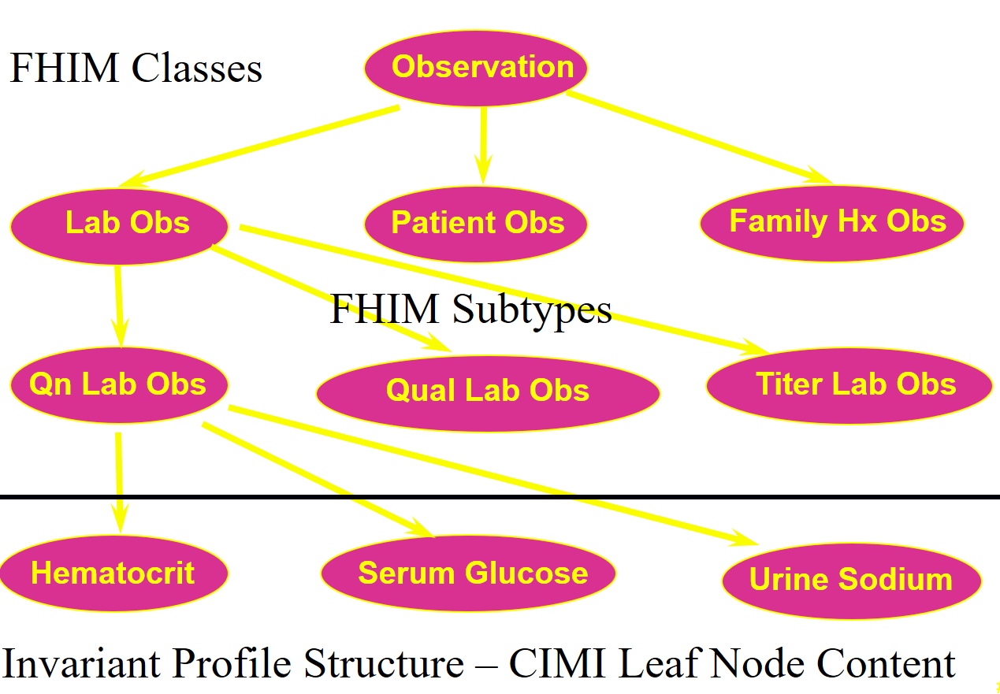 FHIM Classes
Observation
Lab Obs
Patient Obs
Family Hx Obs
FHIM Subtypes
Qn Lab Obs
Qual Lab Obs
Titer Lab Obs
Hematocrit
Serum Glucose
Urine Sodium
Invariant Profile Structure – CIMI Leaf Node Content